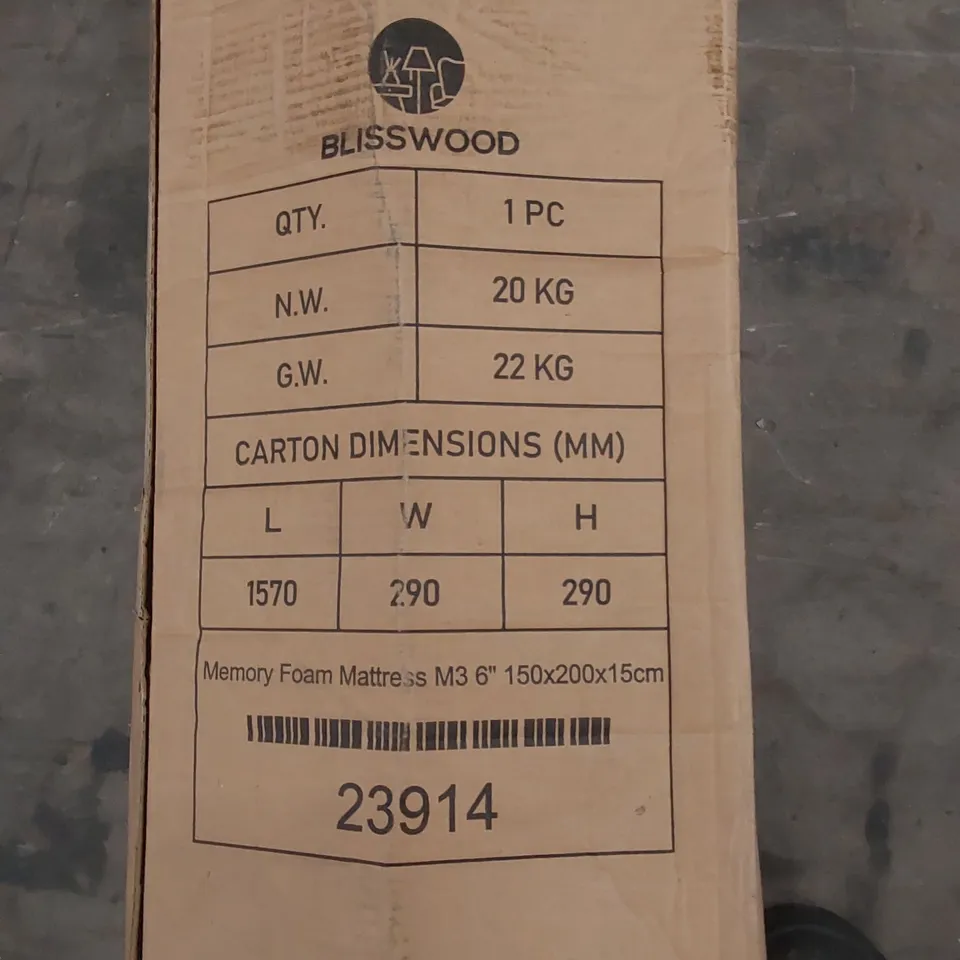 BLISSWOOD
QTY. 1 PC
N.W. 20 KG
G.W. 22 KG
CARTON DIMENSIONS (MM)
L W H
1570 290 290
Memory Foam Mattress M3 6" 150x200x15cm
23914